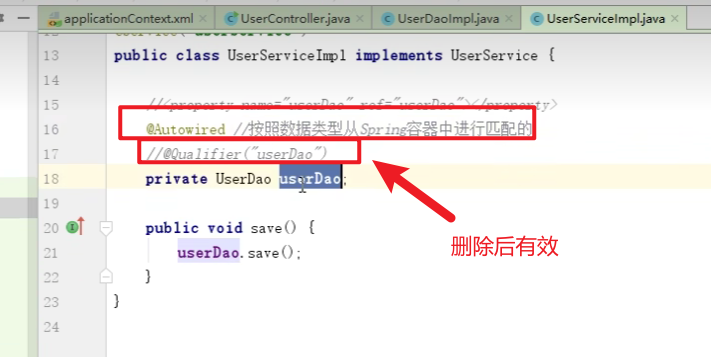 applicationContext.xml × UserController.java × UserDaoImpl.java × UserServiceImpl.java ×
13 public class UserServiceImpl implements UserService {
14
15 //<property name="userDao" ref="userDao"></property>
16 @Autowired //按照数据类型从Spring容器中进行匹配的
17 //@Qualifier("userDao")
18 private UserDao userDao;
19
20 public void save() {
21 userDao.save();
22 }
23 }
24
删除后有效